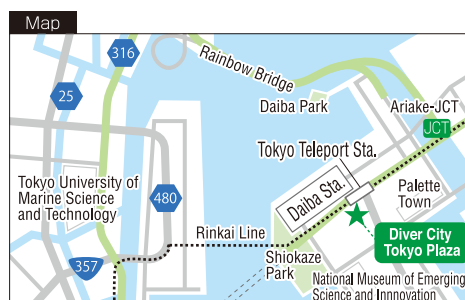 Map
316
Rainbow Bridge
25
Daiba Park
Ariake-JCT
JCT
Tokyo Teleport Sta.
Tokyo University of
Marine Science
and Technology
480
Daiba Sta.
Palette
Town
Rinkai Line
Diver City
Tokyo Plaza
Shiokaze
Park
357
National Museum of Emerging
Science and Innovation